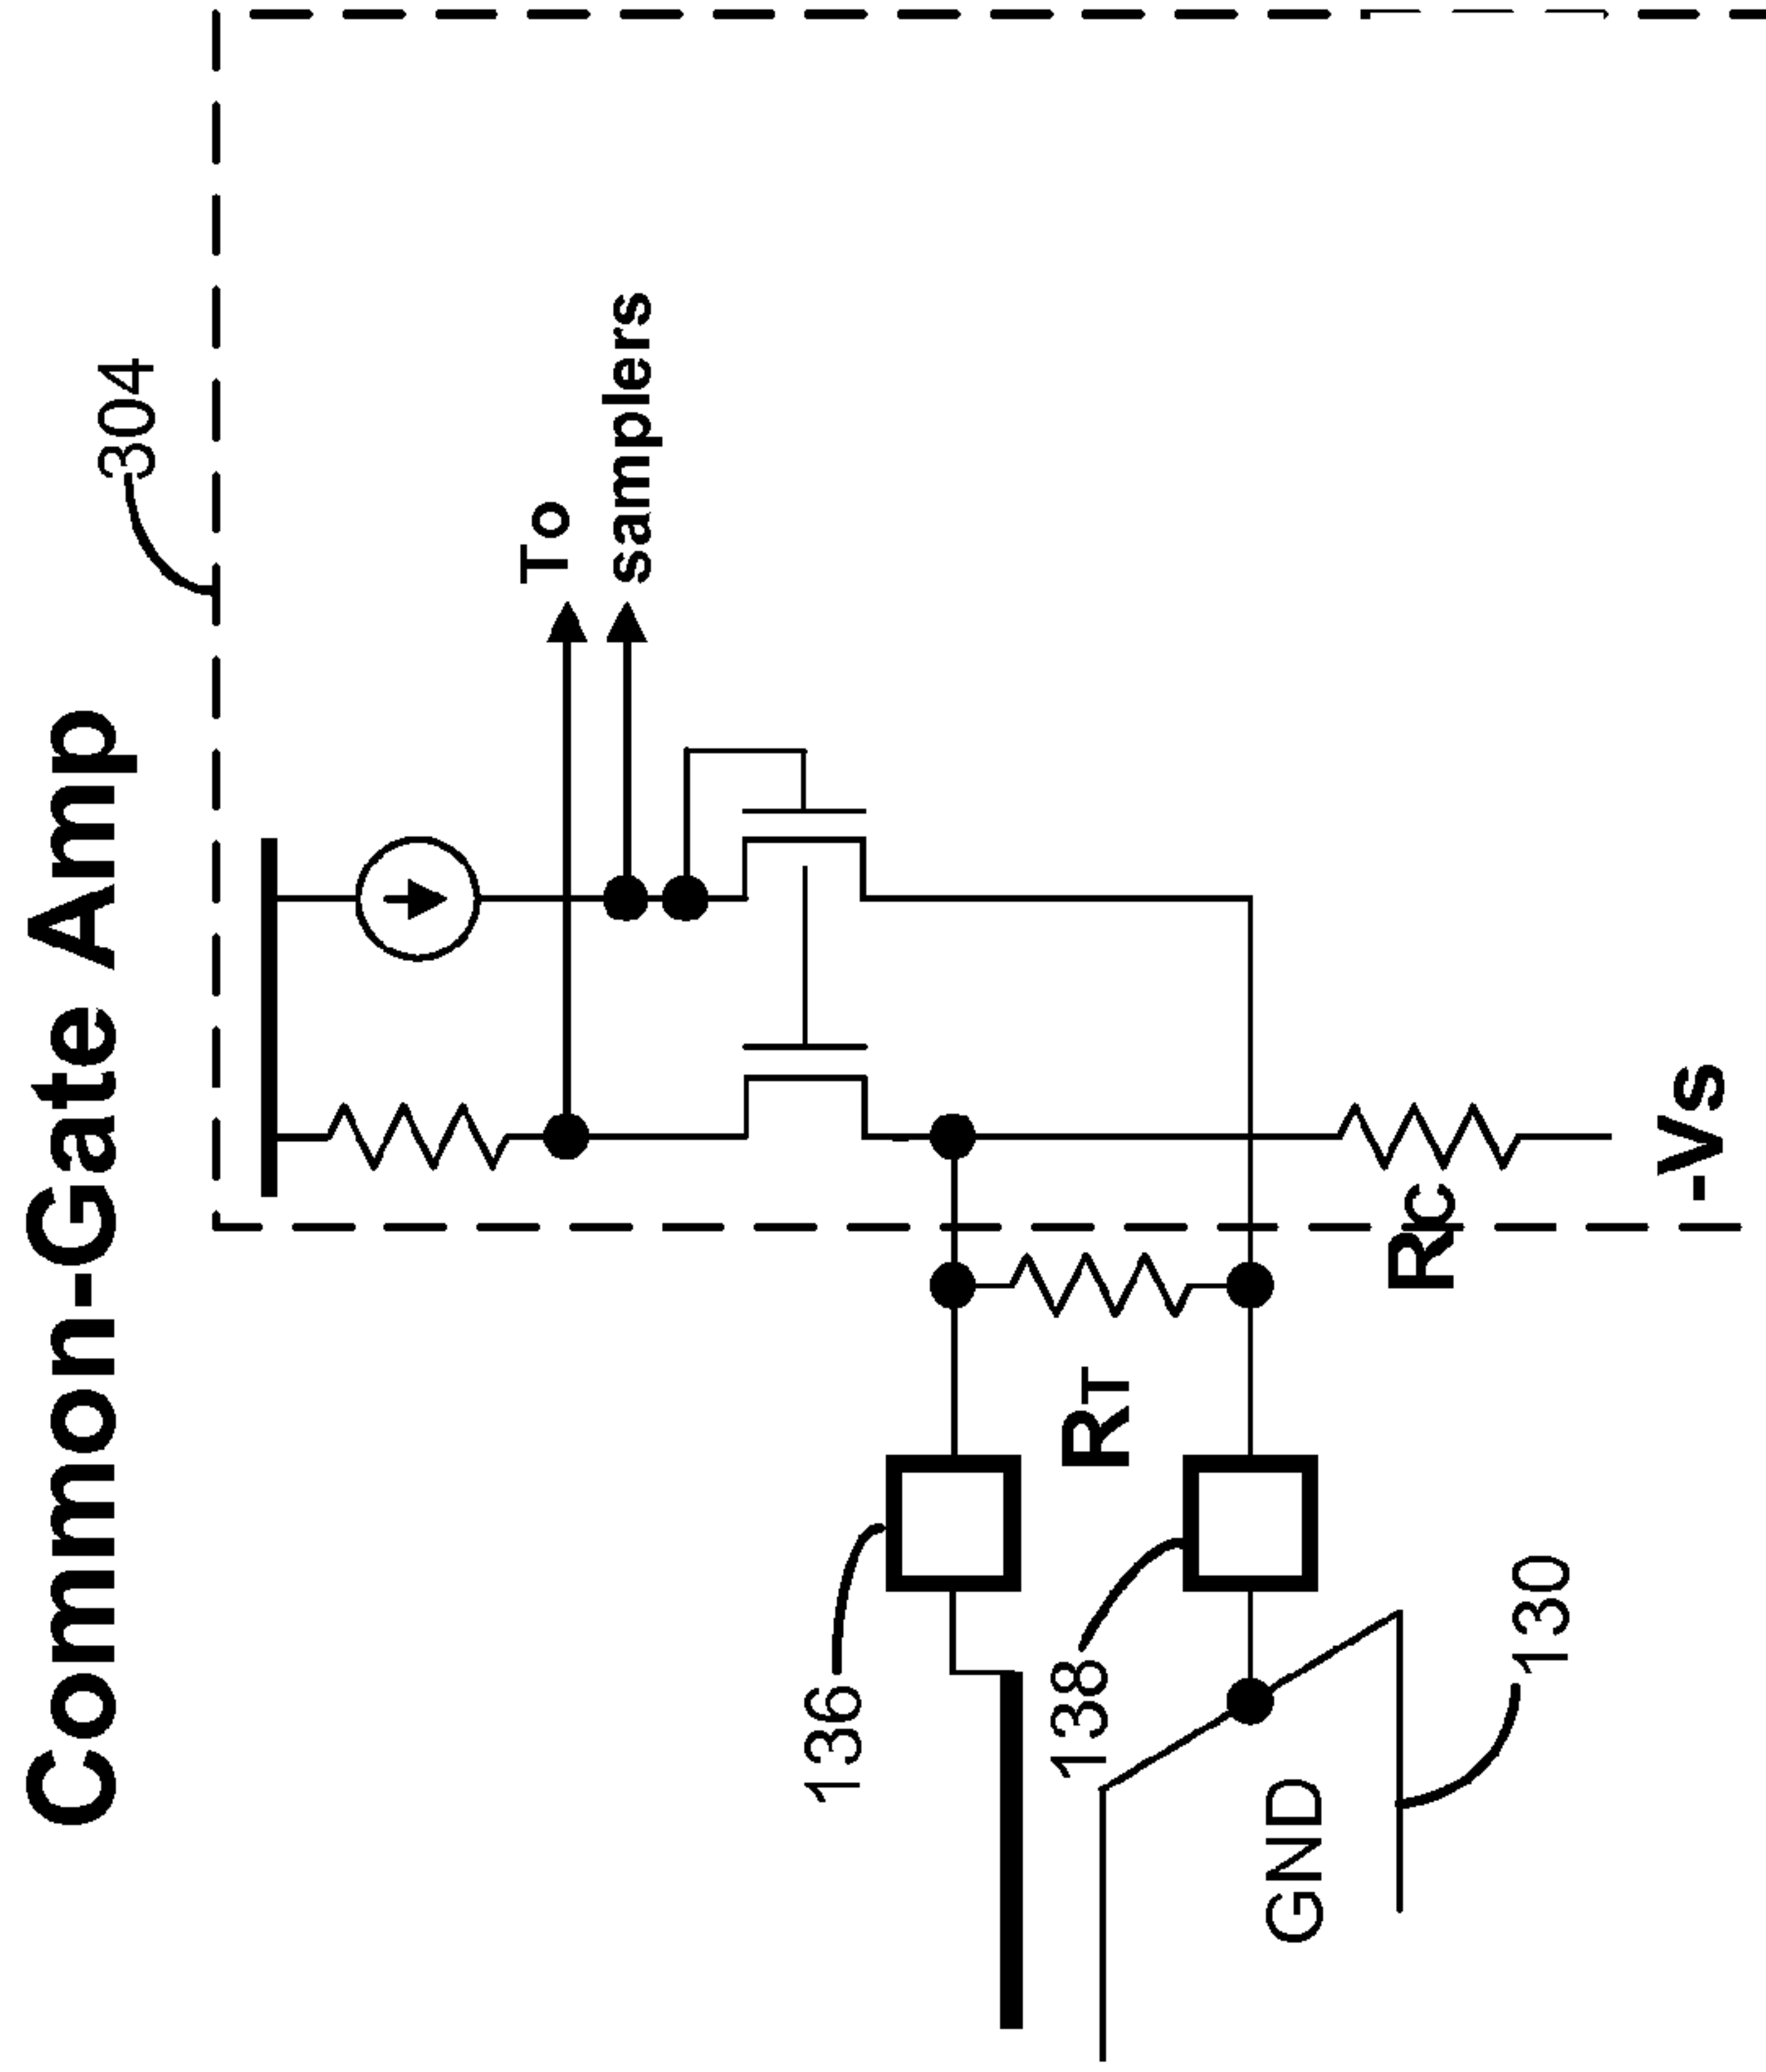 Common-Gate Amp
304
To
samplers
136
RT
138
Rc
GND
130
-Vs